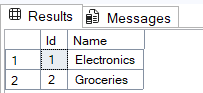 Results Messages
Id Name
1 1 Electronics
2 2 Groceries